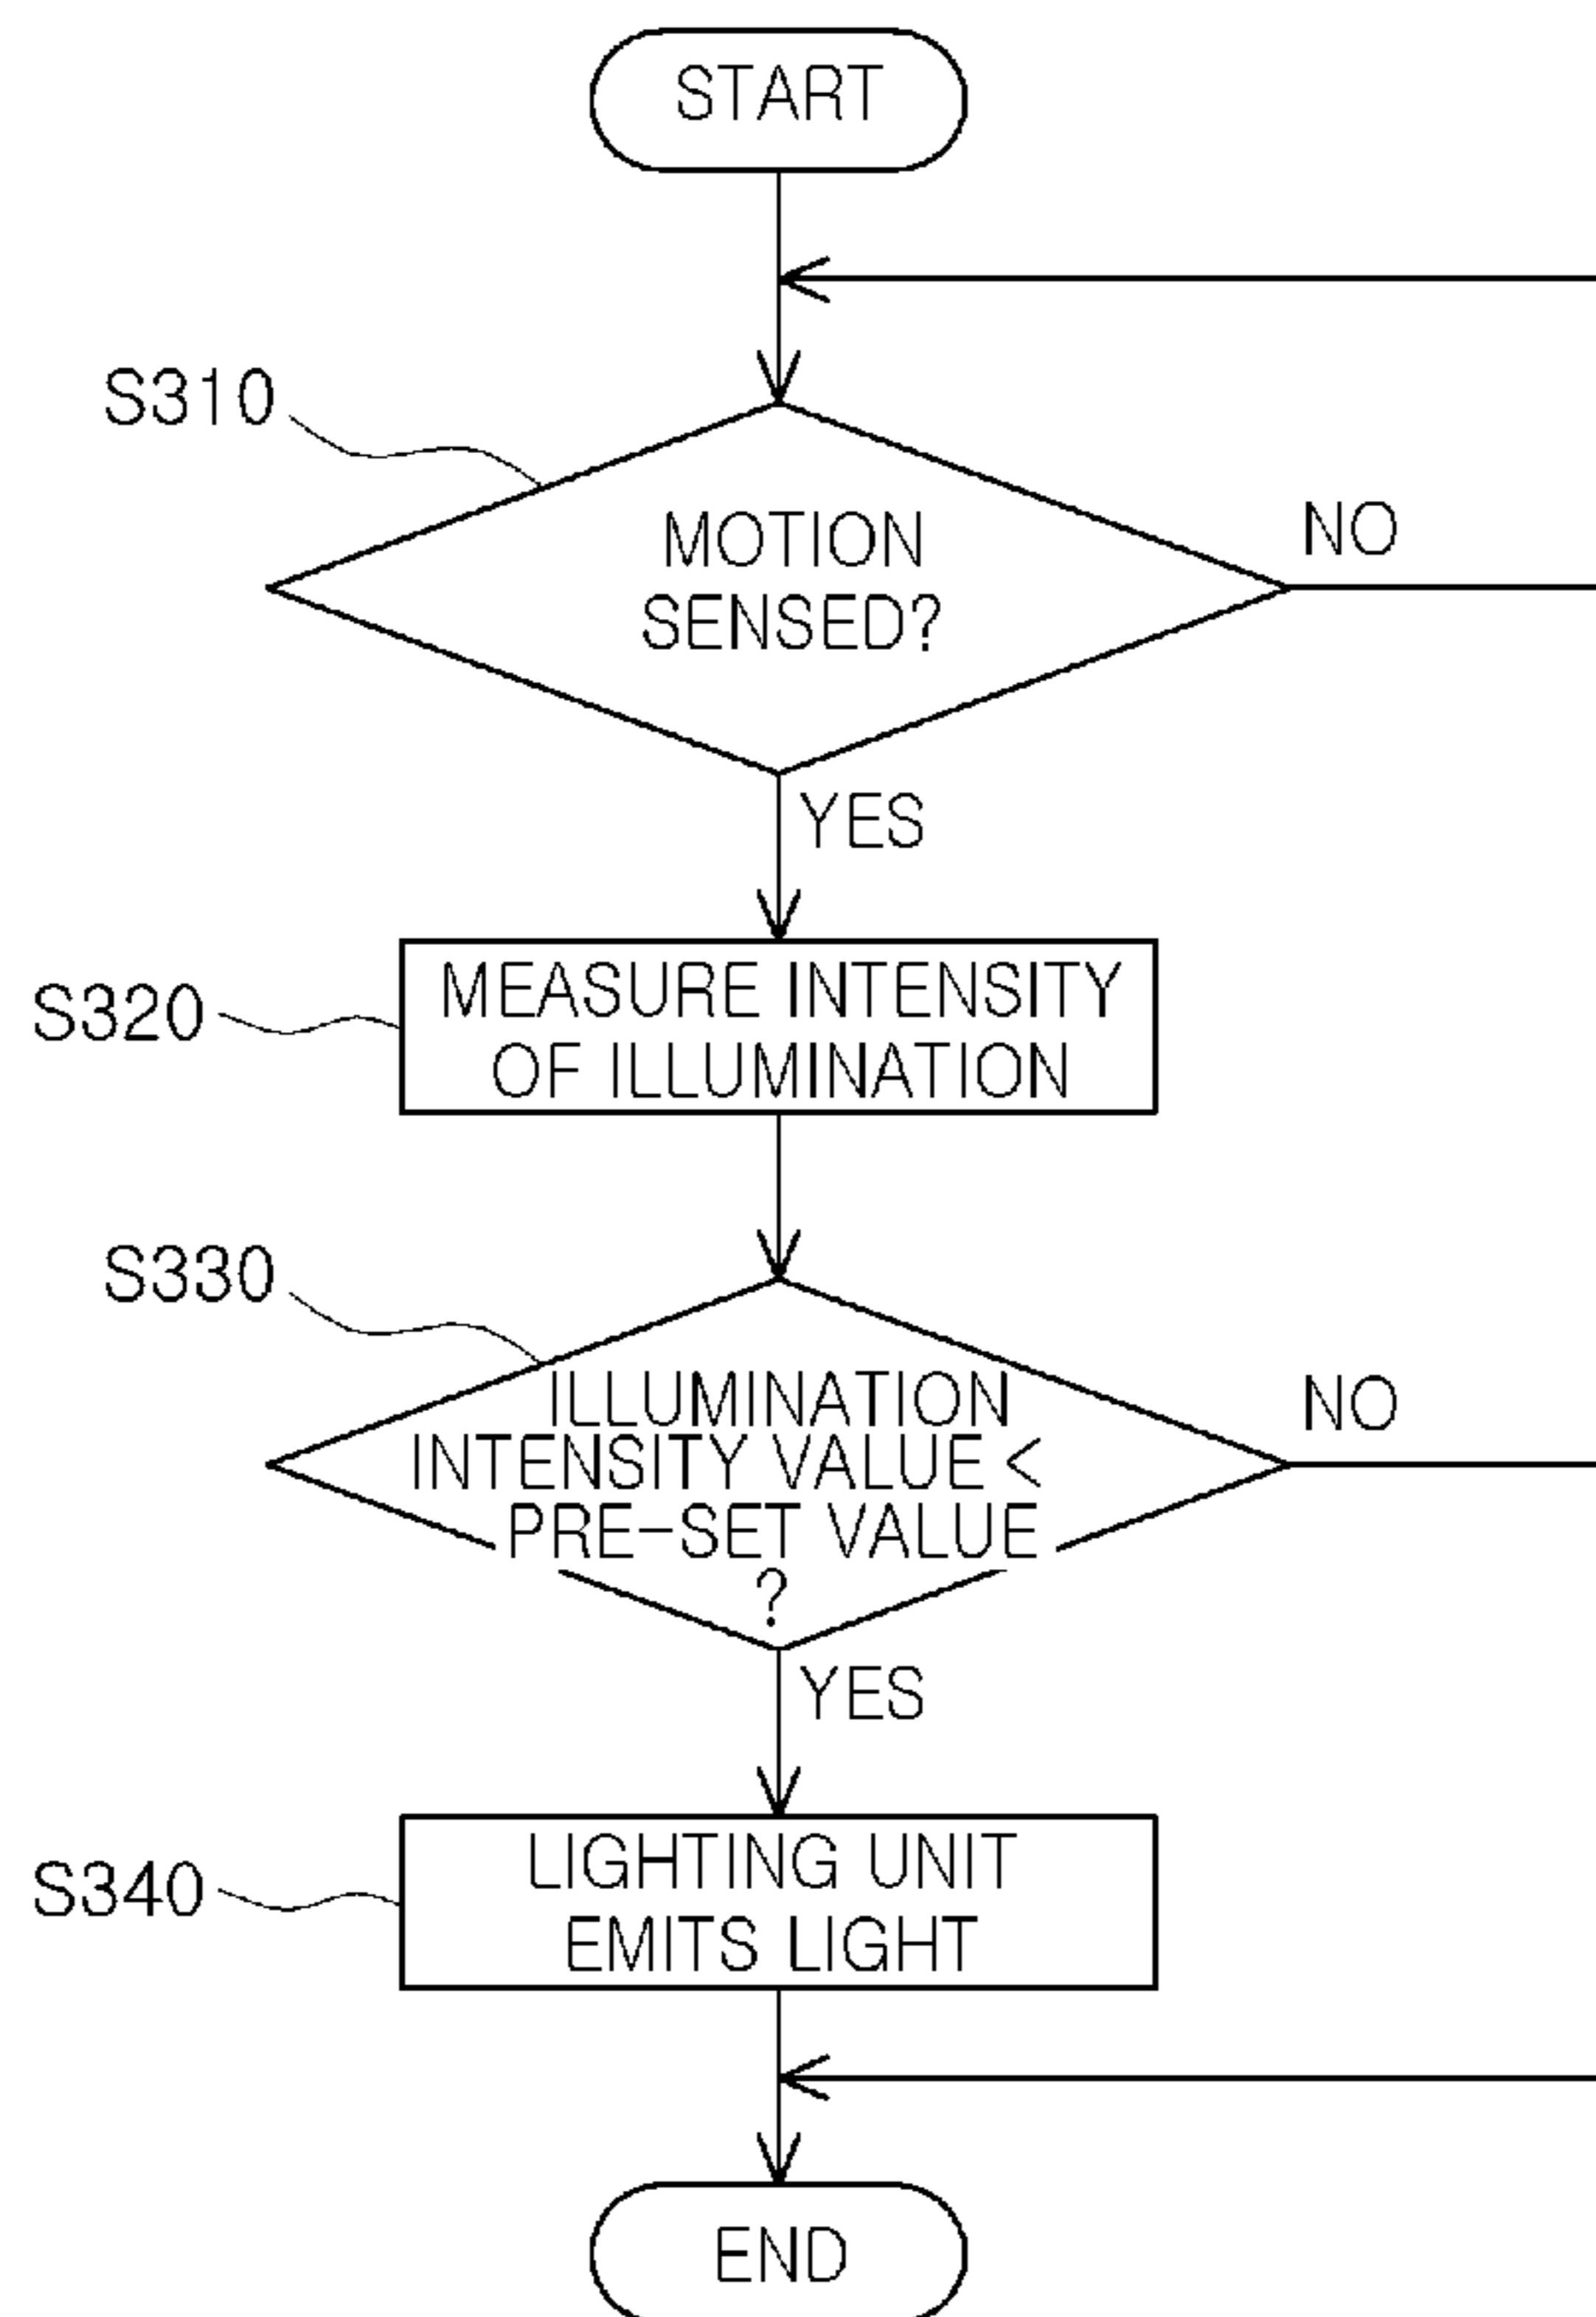 START
S310
MOTION
SENSED?
NO
YES
S320
MEASURE INTENSITY
OF ILLUMINATION
S330
ILLUMINATION
INTENSITY VALUE <
PRE-SET VALUE
?
NO
YES
S340
LIGHTING UNIT
EMITS LIGHT
END